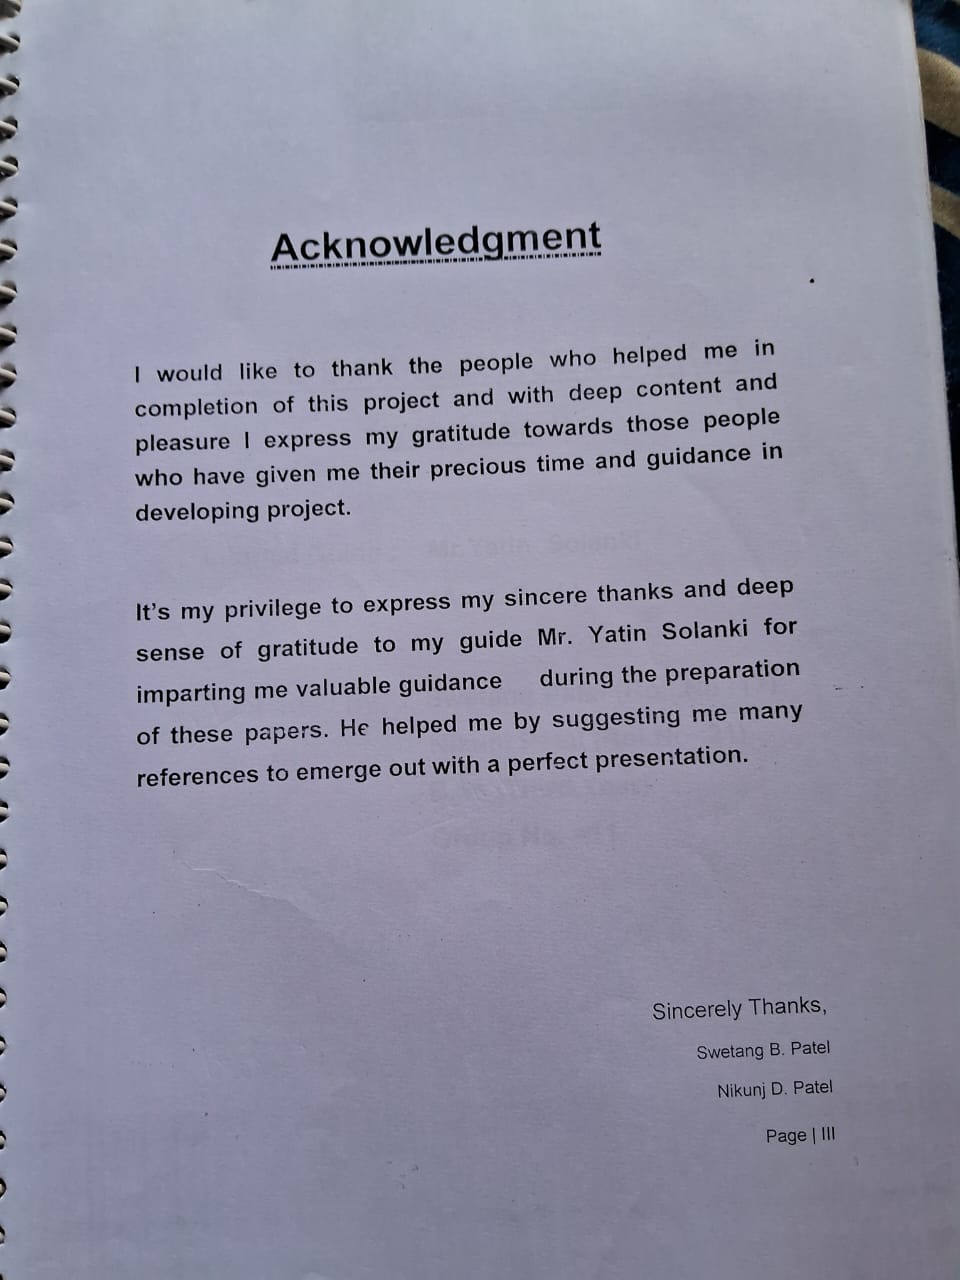 Acknowledgment
I would like to thank the people who helped me in
completion of this project and with deep content and
pleasure I express my gratitude towards those people
who have given me their precious time and guidance in
developing project.
It's my privilege to express my sincere thanks and deep
sense of gratitude to my guide Mr. Yatin Solanki for
imparting me valuable guidance during the preparation
of these papers. He helped me by suggesting me many
references to emerge out with a perfect presentation.
Sincerely Thanks,
Swetang B. Patel
Nikunj D. Patel
Page | III